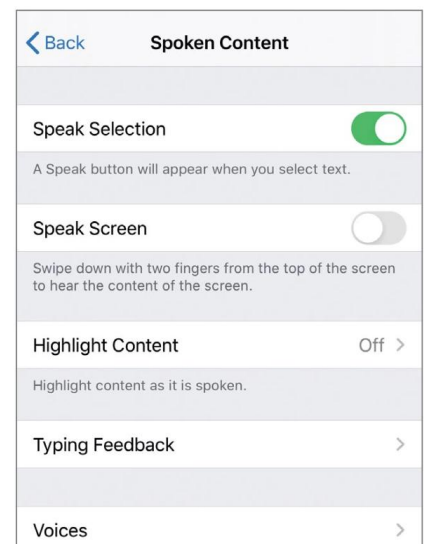 Back Spoken Content
Speak Selection
A Speak button will appear when you select text.
Speak Screen
Swipe down with two fingers from the top of the screen
to hear the content of the screen.
Highlight Content Off
Highlight content as it is spoken.
Typing Feedback
Voices